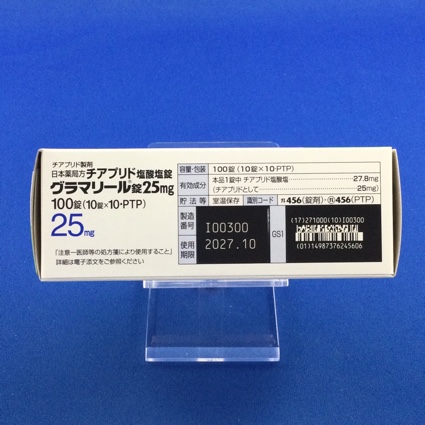 チアプリド製剤
日本薬局方 チアプリド塩酸塩錠
グラマリール®錠25mg
100錠(10錠×10・PTP)
25mg
「注意-医師等の処方箋により使用すること」
詳細は電子添文をご参照ください
容量・包装 100錠 (10錠×10・PTP)
有効成分 本品1錠中 チアプリド塩酸塩 27.8mg
(チアプリドとして 25mg)
貯法等 室温保存 識別コード 456(錠剤)・456(PTP)
製造番号 I00300
使用期限 2027.10
GS1
(17)271000(10)I00300
(01)14987376245606